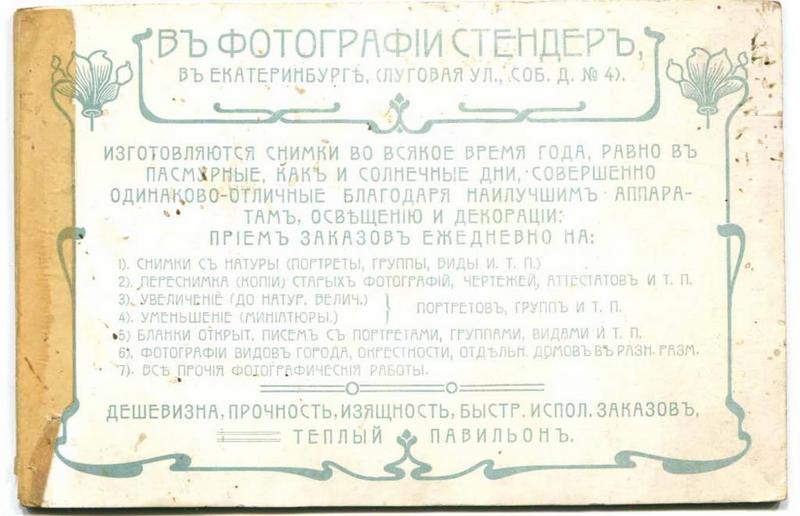 ВЪ ФОТОГРАФІИ СТЕНДЕРЪ,
ВЪ ЕКАТЕРИНБУРГѢ, (ЛУГОВАЯ УЛ., СОБ. Д. № 4).
ИЗГОТОВЛЯЮТСЯ СНИМКИ ВО ВСЯКОЕ ВРЕМЯ ГОДА, РАВНО ВЪ
ПАСМУРНЫЕ, КАКЪ И СОЛНЕЧНЫЕ ДНИ, СОВЕРШЕННО
ОДИНАКОВО-ОТЛИЧНЫЕ БЛАГОДАРЯ НАИЛУЧШИМЪ АППАРА-
ТАМЪ, ОСВѢЩЕНІЮ И ДЕКОРАЦІИ:
ПРІЕМЪ ЗАКАЗОВЪ ЕЖЕДНЕВНО НА:
1). СНИМКИ СЪ НАТУРЫ (ПОРТРЕТЫ, ГРУППЫ, ВИДЫ И. Т. П.)
2). ПЕРЕСНИМКА (КОПІИ) СТАРЫХЪ ФОТОГРАФІЙ, ЧЕРТЕЖЕЙ, АТТЕСТАТОВЪ И Т. П.
3). УВЕЛИЧЕНІЕ (ДО НАТУР. ВЕЛИЧ.)
4). УМЕНЬШЕНІЕ (МИНІАТЮРЫ.)
} ПОРТРЕТОВЪ, ГРУППЪ И Т. П.
5) БЛАНКИ ОТКРЫТ. ПИСЕМЪ СЪ ПОРТРЕТАМИ, ГРУППАМИ, ВИДАМИ И Т. П.
6). ФОТОГРАФІИ ВИДОВЪ ГОРОДА, ОКРЕСТНОСТИ, ОТДѢЛЬН. ДОМОВЪ ВЪ РАЗН. РАЗМ.
7). ВСѢ ПРОЧІЯ ФОТОГРАФИЧЕСКІЯ РАБОТЫ.
ДЕШЕВИЗНА, ПРОЧНОСТЬ, ИЗЯЩНОСТЬ, БЫСТР. ИСПОЛ. ЗАКАЗОВЪ,
ТЕПЛЫЙ ПАВИЛЬОНЪ.